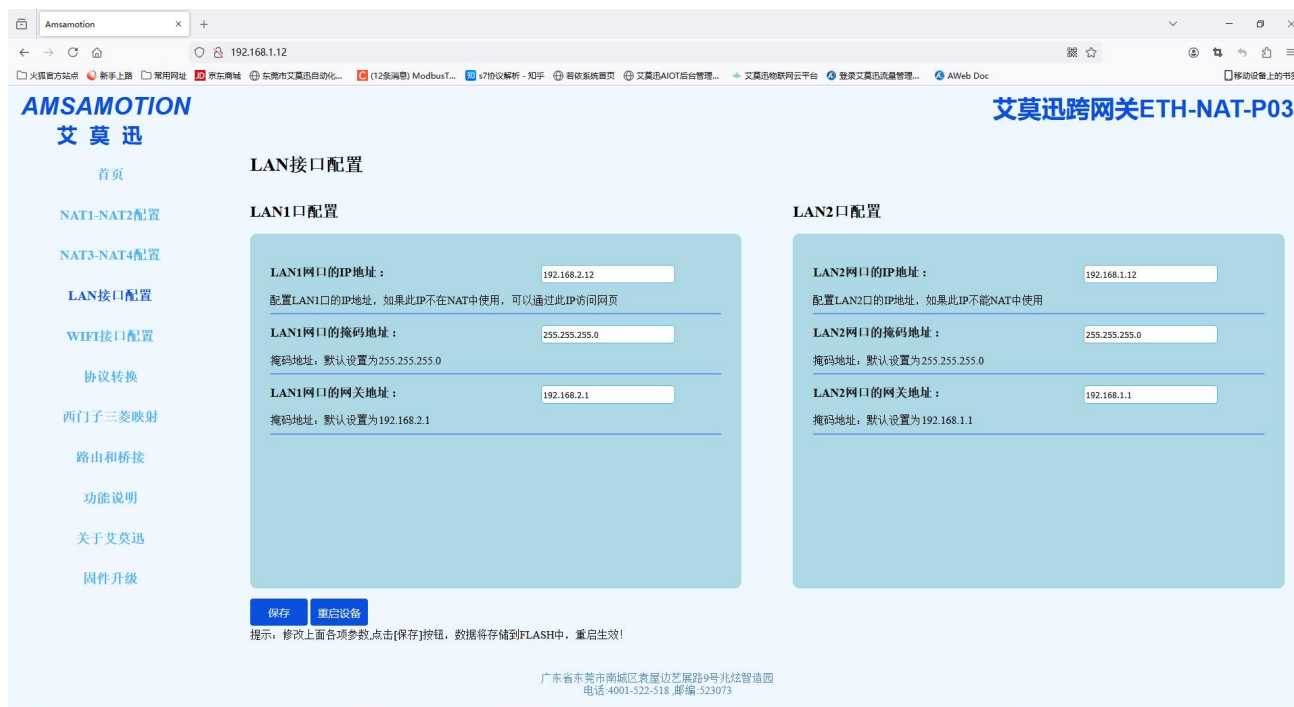 Amsamotion
192.168.1.12
火狐官方站点 新手上路 常用网址 京东商城 东莞市艾莫迅自动化... (12条消息) ModbusT... s7协议解析 - 知乎 若依系统首页 艾莫迅AIOT后台管理... 艾莫迅物联网云平台 登录艾莫迅流量管理... AWeb Doc 移动设备上的书签
AMSAMOTION
艾莫迅
艾莫迅跨网关ETH-NAT-P03
首页
NAT1-NAT2配置
NAT3-NAT4配置
LAN接口配置
WIFI接口配置
协议转换
西门子三菱映射
路由和桥接
功能说明
关于艾莫迅
固件升级
LAN接口配置
LAN1口配置
LAN1网口的IP地址： 192.168.2.12
配置LAN1口的IP地址，如果此IP不在NAT中使用，可以通过此IP访问网页
LAN1网口的掩码地址： 255.255.255.0
掩码地址：默认设置为255.255.255.0
LAN1网口的网关地址： 192.168.2.1
掩码地址：默认设置为192.168.2.1
LAN2口配置
LAN2网口的IP地址： 192.168.1.12
配置LAN2口的IP地址，如果此IP不能NAT中使用
LAN2网口的掩码地址： 255.255.255.0
掩码地址：默认设置为255.255.255.0
LAN2网口的网关地址： 192.168.1.1
掩码地址：默认设置为192.168.1.1
保存 重启设备
提示：修改上面各项参数,点击[保存]按钮，数据将存储到FLASH中，重启生效!
广东省东莞市南城区袁屋边艺展路9号兆炫智造园
电话:4001-522-518 ,邮编:523073